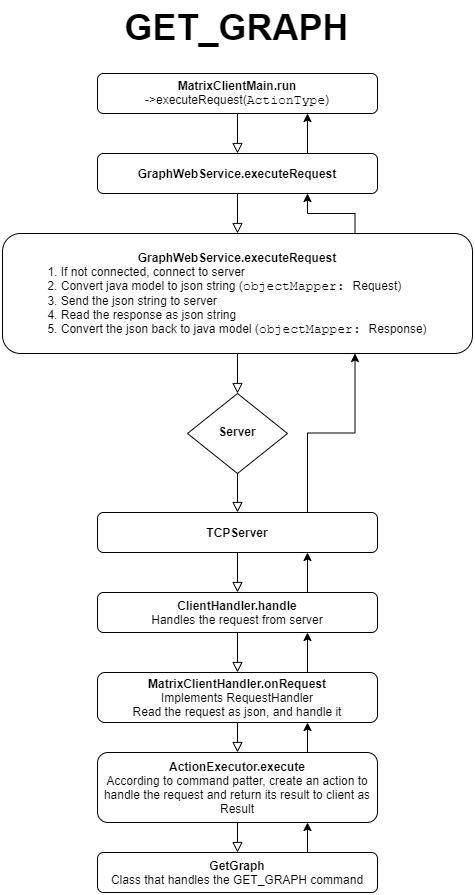 GET_GRAPH
MatrixClientMain.run
->executeRequest(ActionType)
GraphWebService.executeRequest
GraphWebService.executeRequest
1. If not connected, connect to server
2. Convert java model to json string (objectMapper: Request)
3. Send the json string to server
4. Read the response as json string
5. Convert the json back to java model (objectMapper: Response)
Server
TCPServer
ClientHandler.handle
Handles the request from server
MatrixClientHandler.onRequest
Implements RequestHandler
Read the request as json, and handle it
ActionExecutor.execute
According to command patter, create an action to
handle the request and return its result to client as
Result
GetGraph
Class that handles the GET_GRAPH command